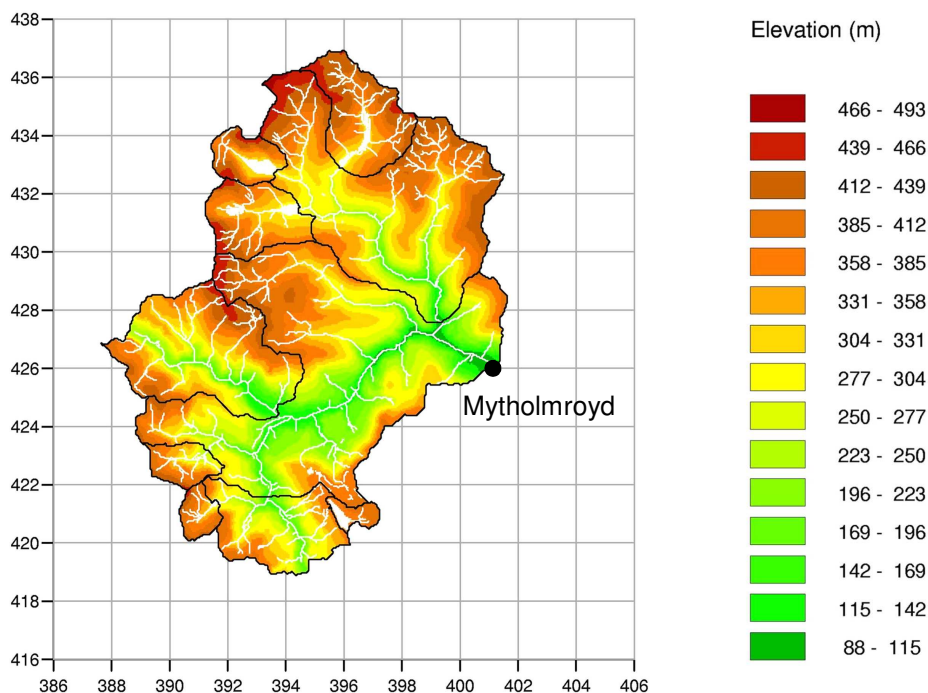 Elevation (m)
466 - 493
439 - 466
412 - 439
385 - 412
358 - 385
331 - 358
304 - 331
277 - 304
250 - 277
223 - 250
196 - 223
169 - 196
142 - 169
115 - 142
88 - 115
438
436
434
432
430
428
426
424
422
420
418
416
Mytholmroyd
386 388 390 392 394 396 398 400 402 404 406